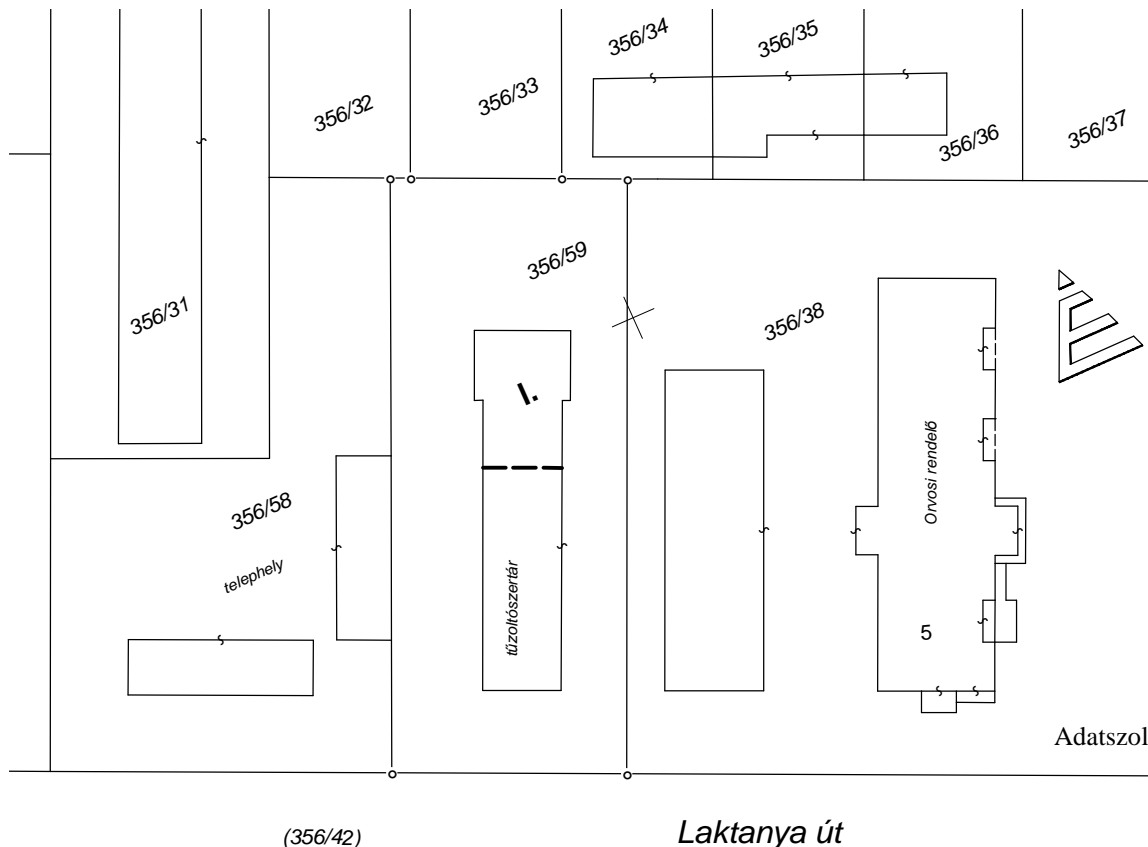 356/34
356/35
356/33
356/32
356/37
356/36
356/59
356/31
356/38
I.
Orvosi rendelő
356/58
telephely
tűzoltószertár
5
Adatszol
(356/42)
Laktanya út